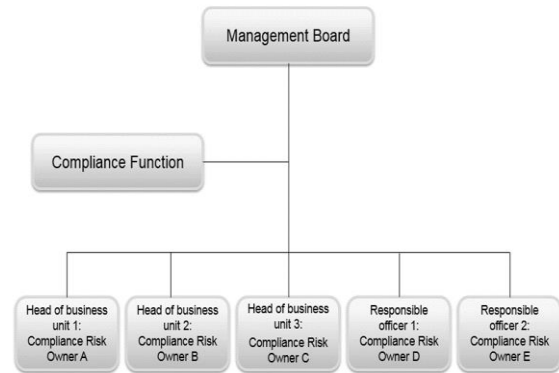 Management Board
Compliance Function
Head of business
unit 1:
Compliance Risk
Owner A
Head of business
unit 2:
Compliance Risk
Owner B
Head of business
unit 3:
Compliance Risk
Owner C
Responsible
officer 1:
Compliance Risk
Owner D
Responsible
officer 2:
Compliance Risk
Owner E